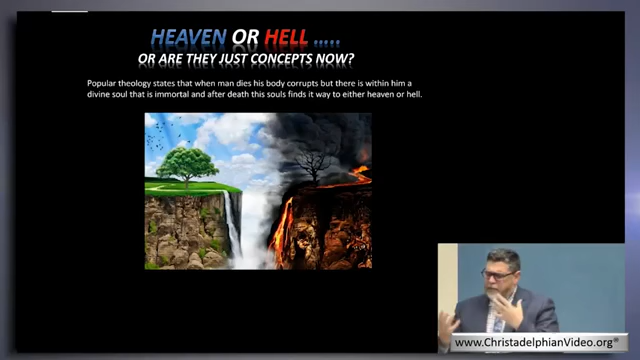 HEAVEN OR HELL .....
OR ARE THEY JUST CONCEPTS NOW?
Popular theology states that when man dies his body corrupts but there is within him a
divine soul that is immortal and after death this souls finds it way to either heaven or hell.
www.ChristadelphianVideo.org®